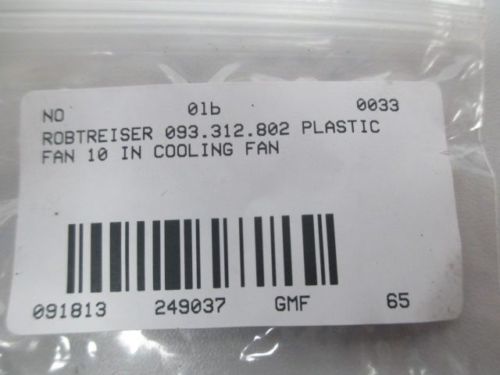 NO 01b 0033
ROBTREISER 093.312.802 PLASTIC
FAN 10 IN COOLING FAN
091813 249037 GMF 65